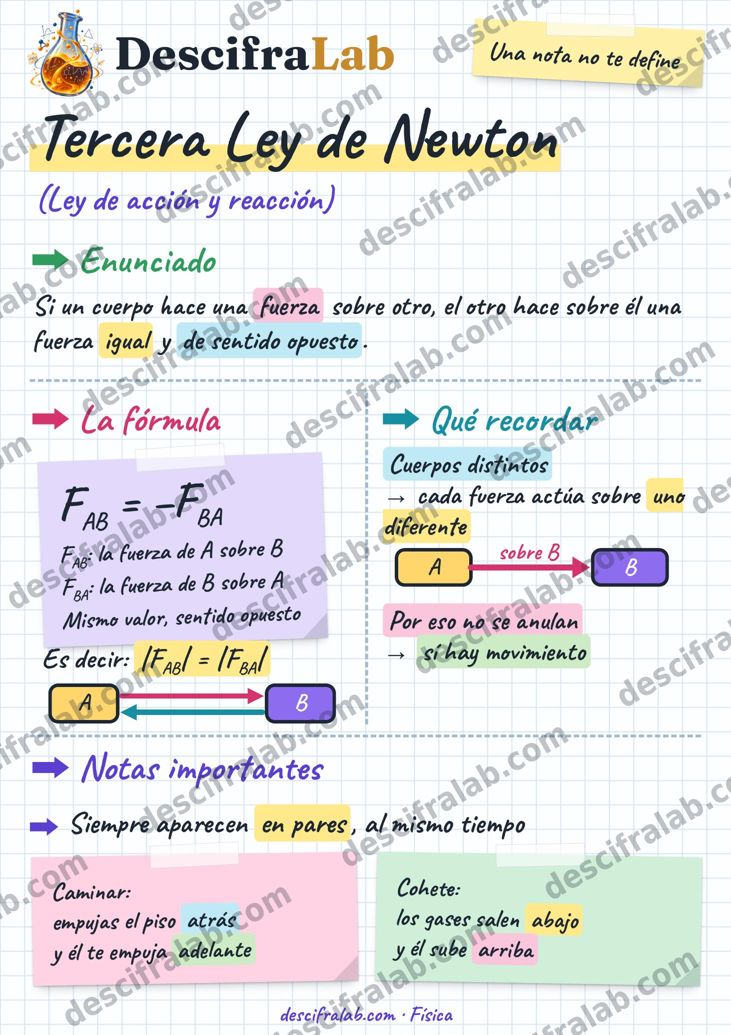 DescifraLab
Una nota no te define
Tercera Ley de Newton
(Ley de acción y reacción)
Enunciado
Si un cuerpo hace una fuerza sobre otro, el otro hace sobre él una
fuerza igual y de sentido opuesto.
La fórmula
F_AB = –F_BA
F_AB: la fuerza de A sobre B
F_BA: la fuerza de B sobre A
Mismo valor, sentido opuesto
Es decir: |F_AB| = |F_BA|
A B
Qué recordar
Cuerpos distintos
→ cada fuerza actúa sobre uno
diferente
A sobre B B
Por eso no se anulan
→ sí hay movimiento
Notas importantes
Siempre aparecen en pares, al mismo tiempo
Caminar:
empujas el piso atrás
y él te empuja adelante
Cohete:
los gases salen abajo
y él sube arriba
descifralab.com · Física
descifralab.com